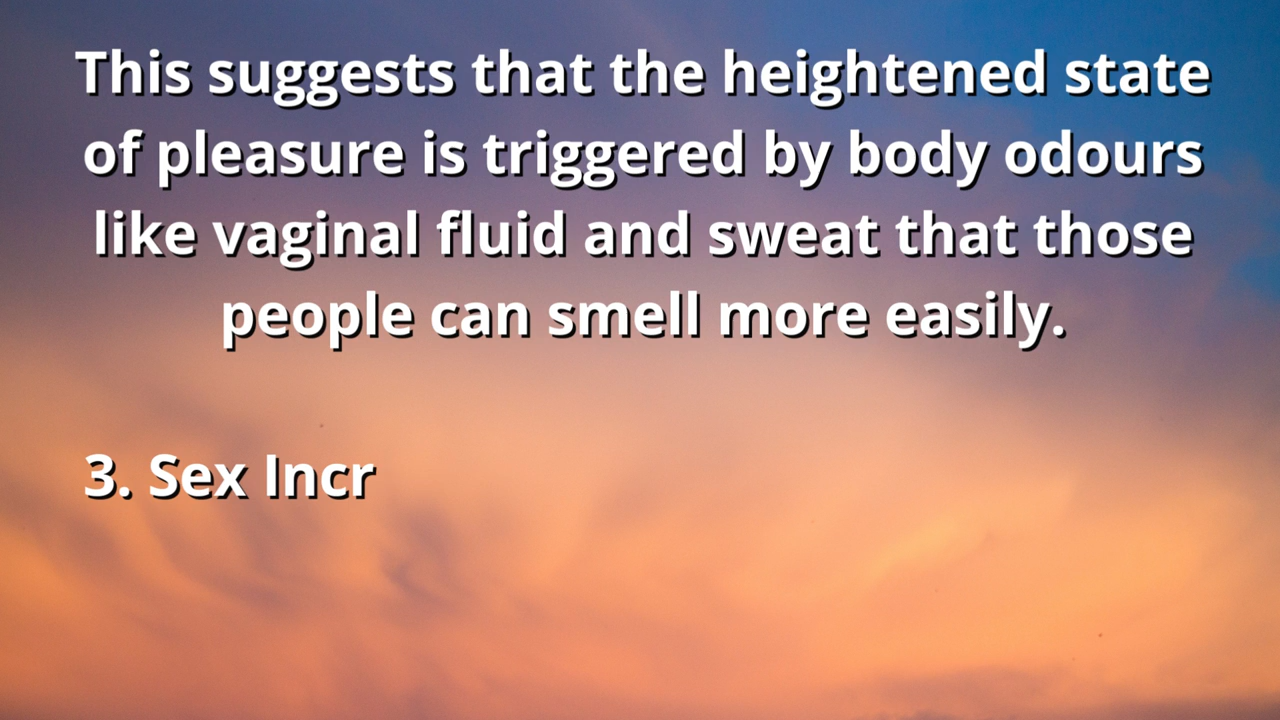 This suggests that the heightened state
of pleasure is triggered by body odours
like vaginal fluid and sweat that those
people can smell more easily.
3. Sex Incr